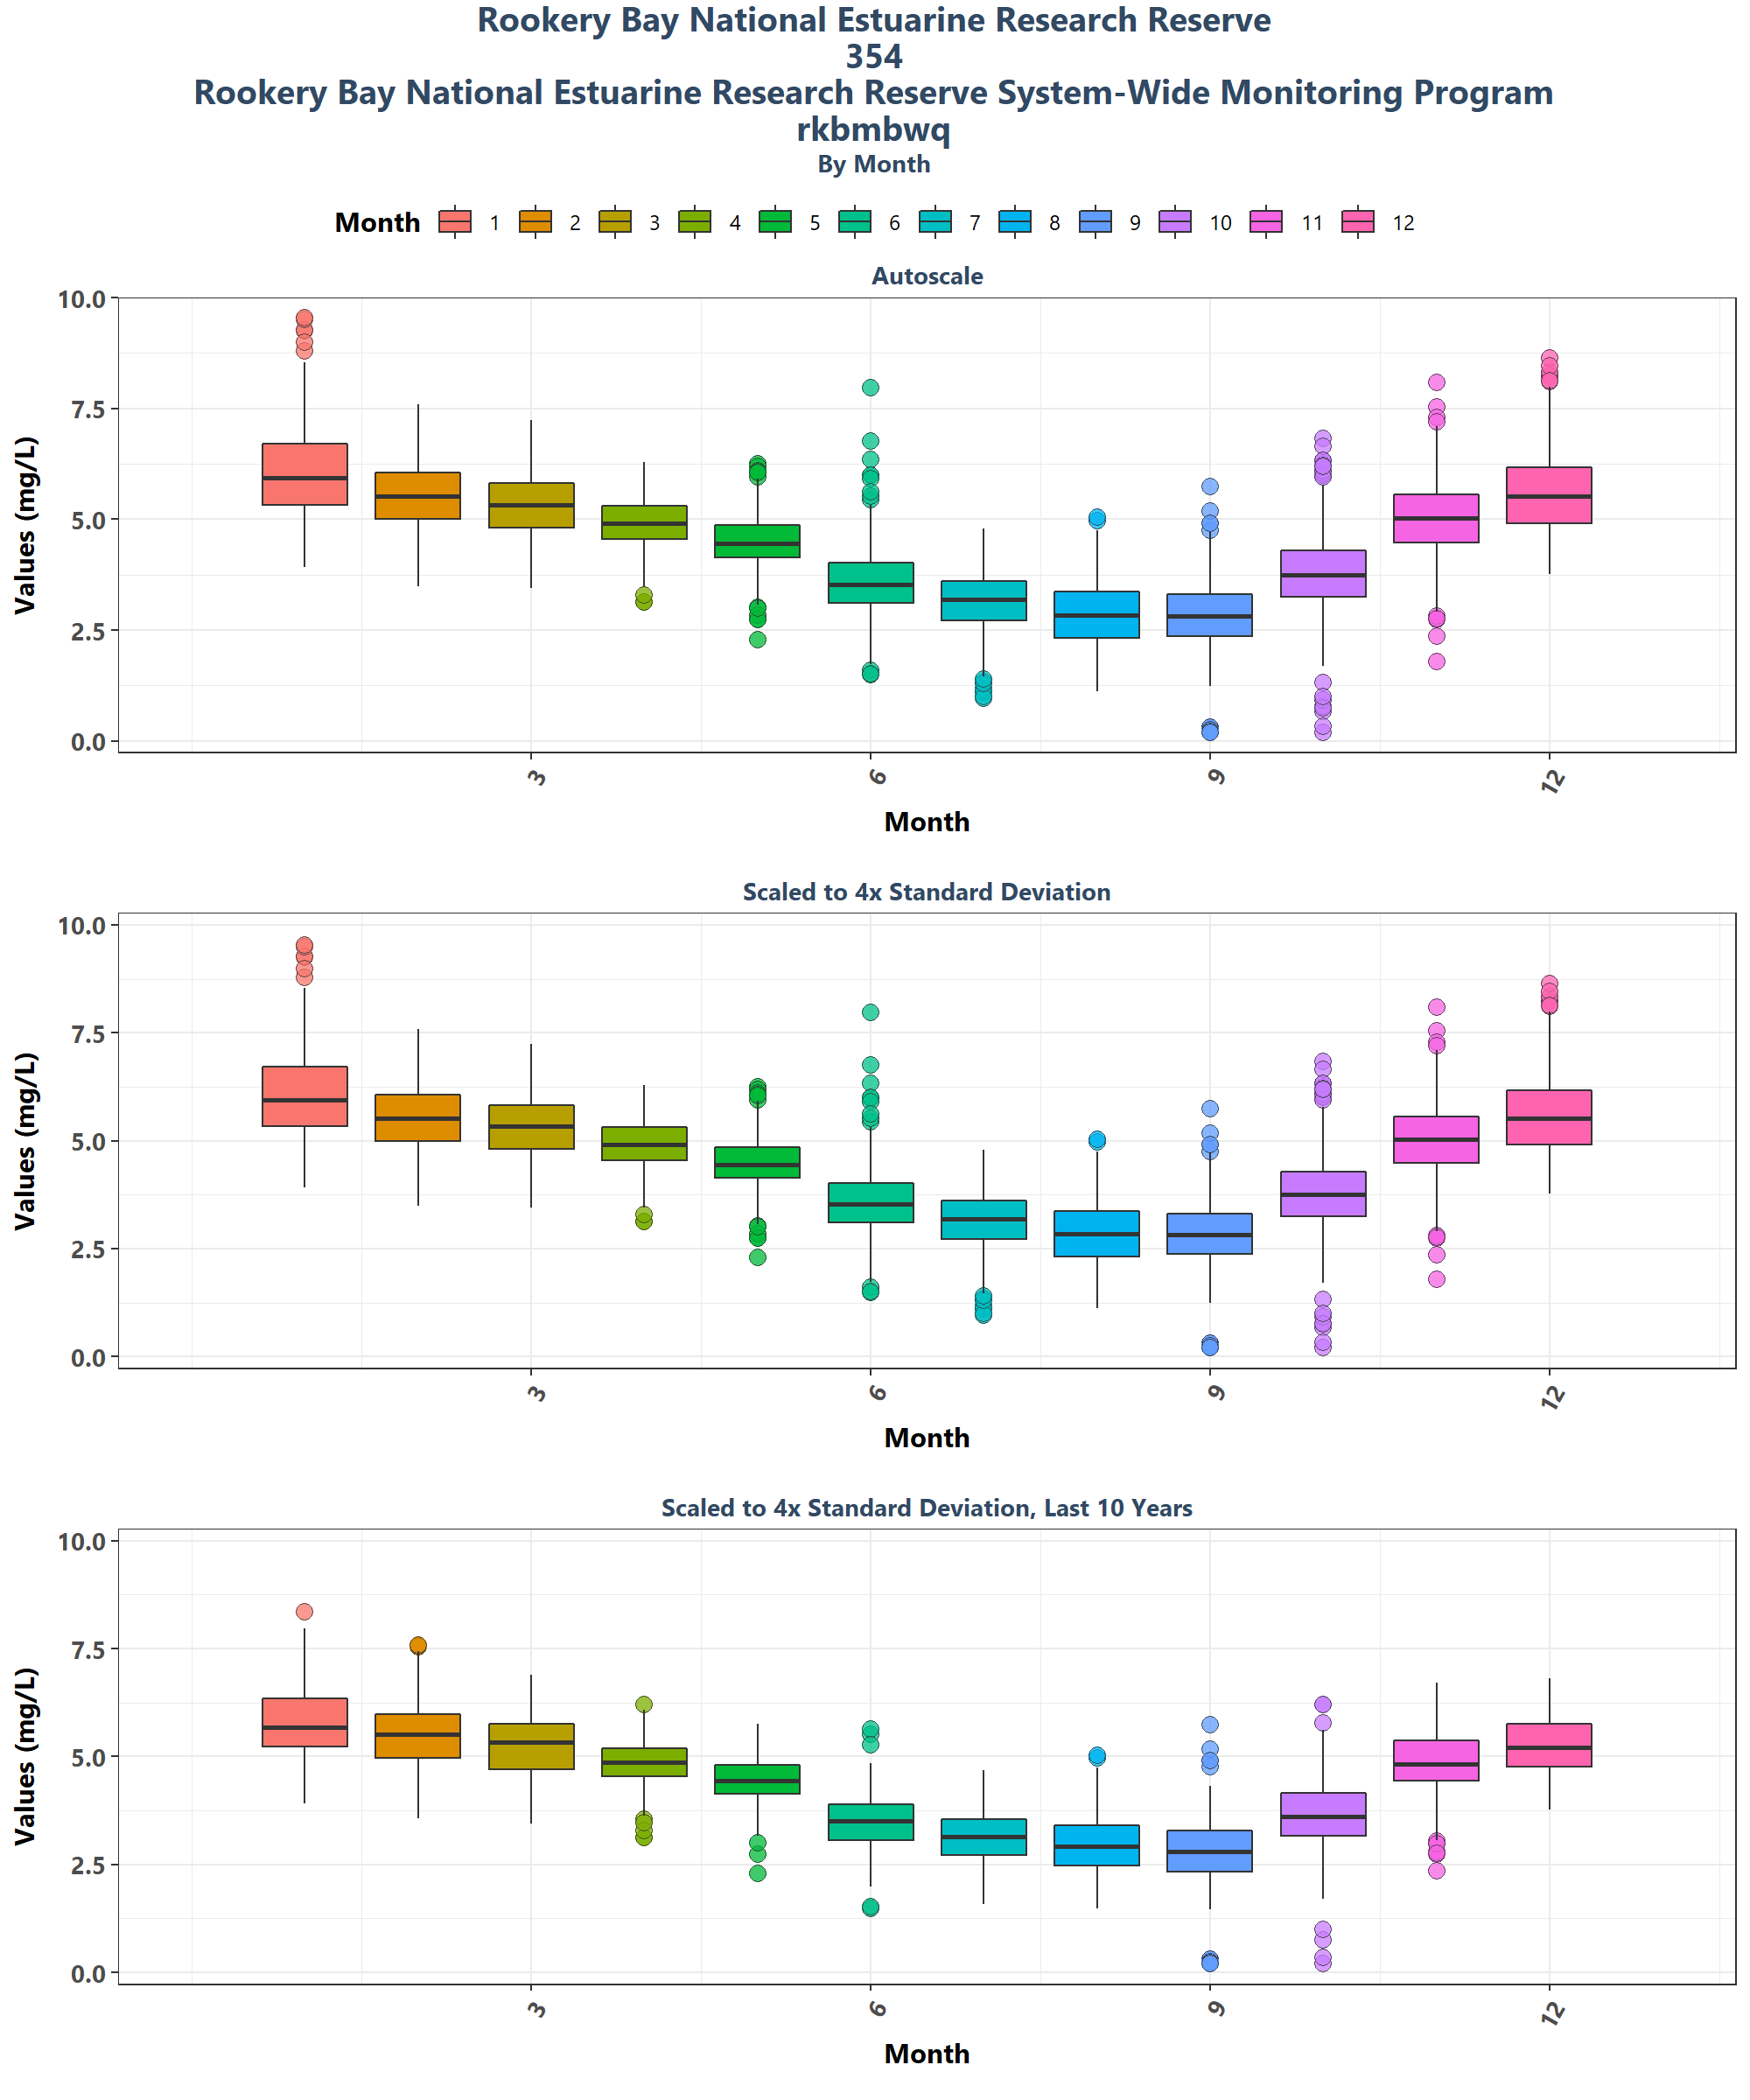 Rookery Bay National Estuarine Research Reserve
354
Rookery Bay National Estuarine Research Reserve System-Wide Monitoring Program
rkbmbwq
By Month
Month 1 2 3 4 5 6 7 8 9 10 11 12
Autoscale
Values (mg/L)
10.0
7.5
5.0
2.5
0.0
3 6 9 12
Month
Scaled to 4x Standard Deviation
Values (mg/L)
10.0
7.5
5.0
2.5
0.0
3 6 9 12
Month
Scaled to 4x Standard Deviation, Last 10 Years
Values (mg/L)
10.0
7.5
5.0
2.5
0.0
3 6 9 12
Month